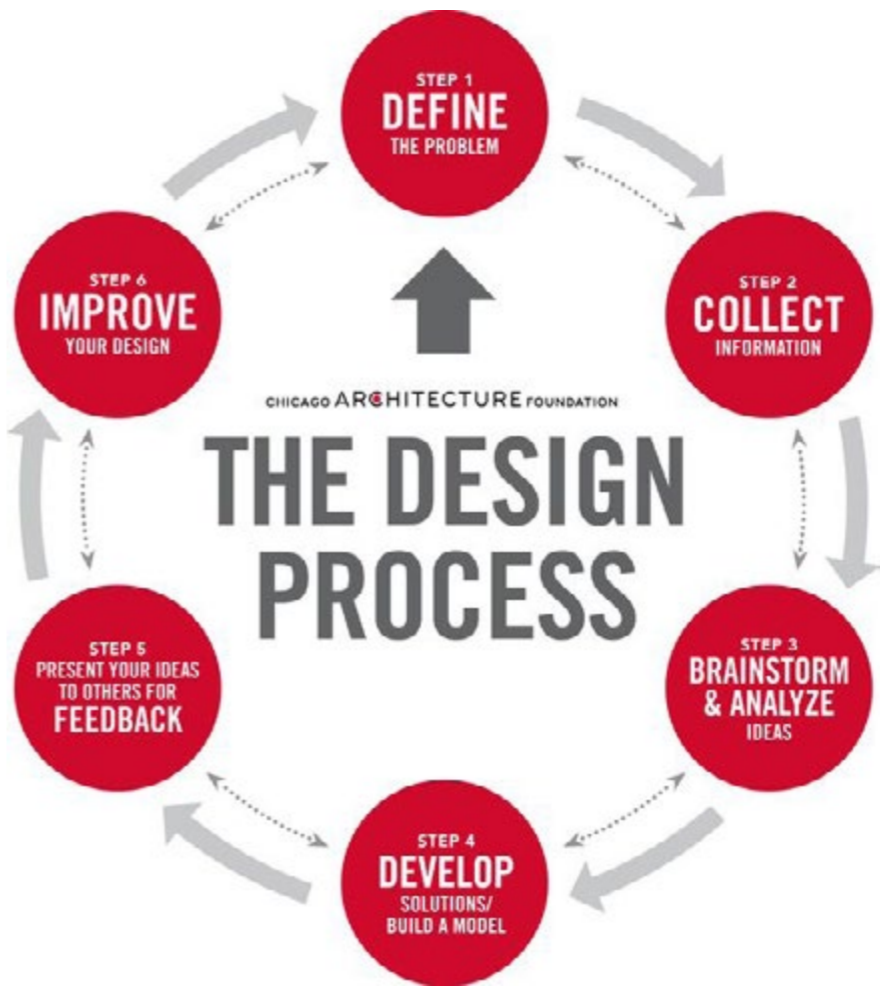 STEP 1
DEFINE
THE PROBLEM
STEP 2
COLLECT
INFORMATION
STEP 3
BRAINSTORM
& ANALYZE
IDEAS
STEP 4
DEVELOP
SOLUTIONS/
BUILD A MODEL
STEP 5
PRESENT YOUR IDEAS
TO OTHERS FOR
FEEDBACK
STEP 6
IMPROVE
YOUR DESIGN
CHICAGO ARCHITECTURE FOUNDATION
THE DESIGN
PROCESS